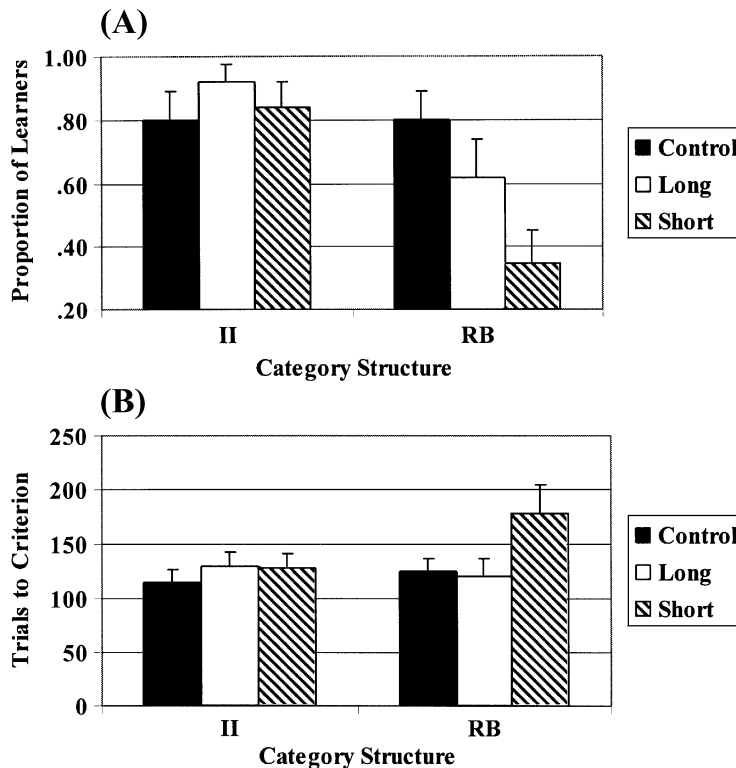 (A)
Proportion of Learners
1.00
.80
.60
.40
.20
II RB
Category Structure
Control
Long
Short
(B)
Trials to Criterion
250
200
150
100
50
0
II RB
Category Structure
Control
Long
Short